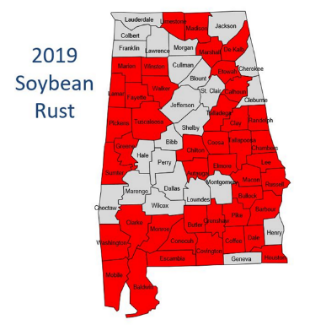 2019
Soybean
Rust
Lauderdale
Limestone
Madison
Jackson
Colbert
Franklin
Lawrence
Morgan
Marshall
De Kalb
Marion
Winston
Cullman
Cherokee
Blount
Etowah
Lamar
Fayette
Walker
St. Clair
Calhoun
Cleburne
Jefferson
Talladega
Clay
Randolph
Pickens
Tuscaloosa
Shelby
Bibb
Chilton
Coosa
Tallapoosa
Chambers
Greene
Hale
Perry
Elmore
Lee
Sumter
Macon
Russell
Marengo
Dallas
Montgomery
Choctaw
Wilcox
Lowndes
Bullock
Barbour
Clarke
Butler
Crenshaw
Pike
Monroe
Henry
Washington
Conecuh
Coffee
Dale
Covington
Escambia
Geneva
Houston
Mobile
Baldwin